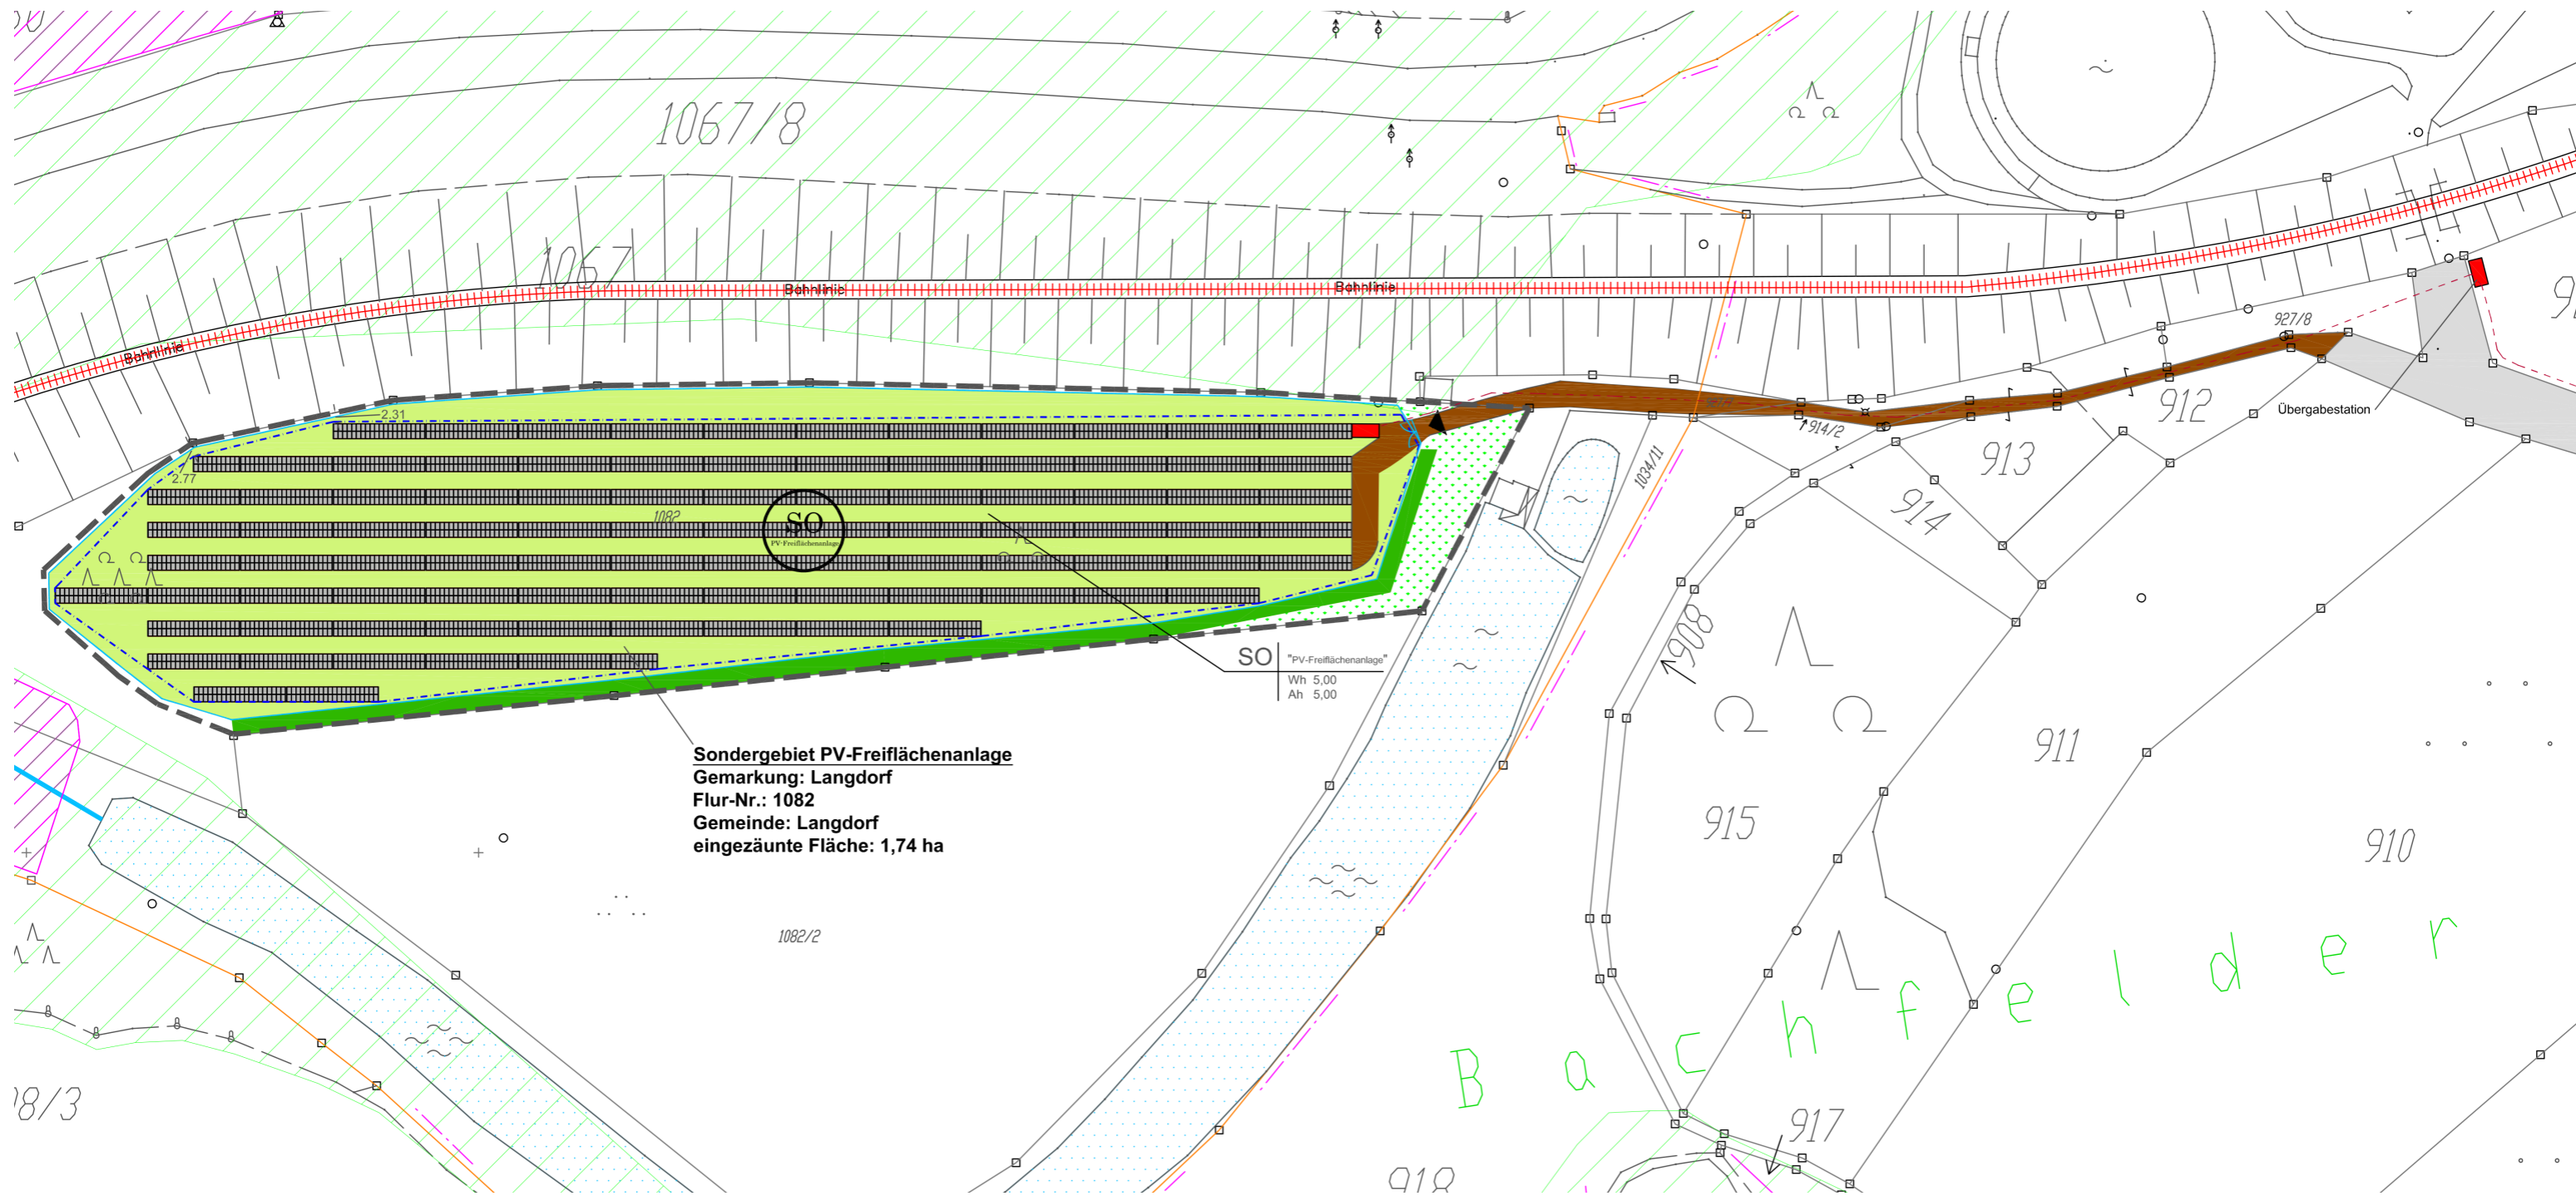 1067/8
1067
Bahnlinie
Bahnlinie
Bahnlinie
927/8
2.31
Übergabestation
912
914/2
913
2.77
1034/11
914
1082
SO
PV-Freiflächenanlage
908
SO
"PV-Freiflächenanlage"
Wh 5,00
Ah 5,00
911
Sondergebiet PV-Freiflächenanlage
Gemarkung: Langdorf
Flur-Nr.: 1082
Gemeinde: Langdorf
eingezäunte Fläche: 1,74 ha
915
910
1082/2
Bachfelder
8/3
917
918